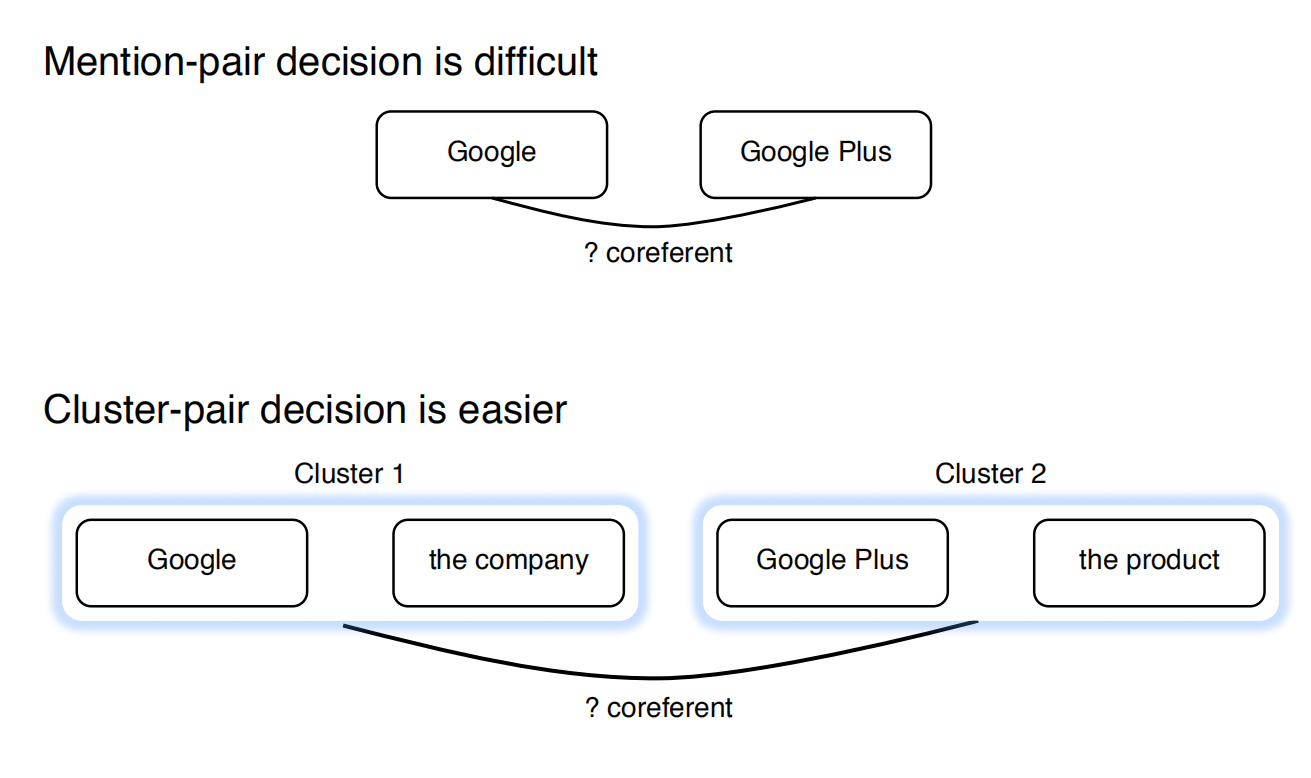 Mention-pair decision is difficult
Google
Google Plus
? coreferent
Cluster-pair decision is easier
Cluster 1
Cluster 2
Google
the company
Google Plus
the product
? coreferent